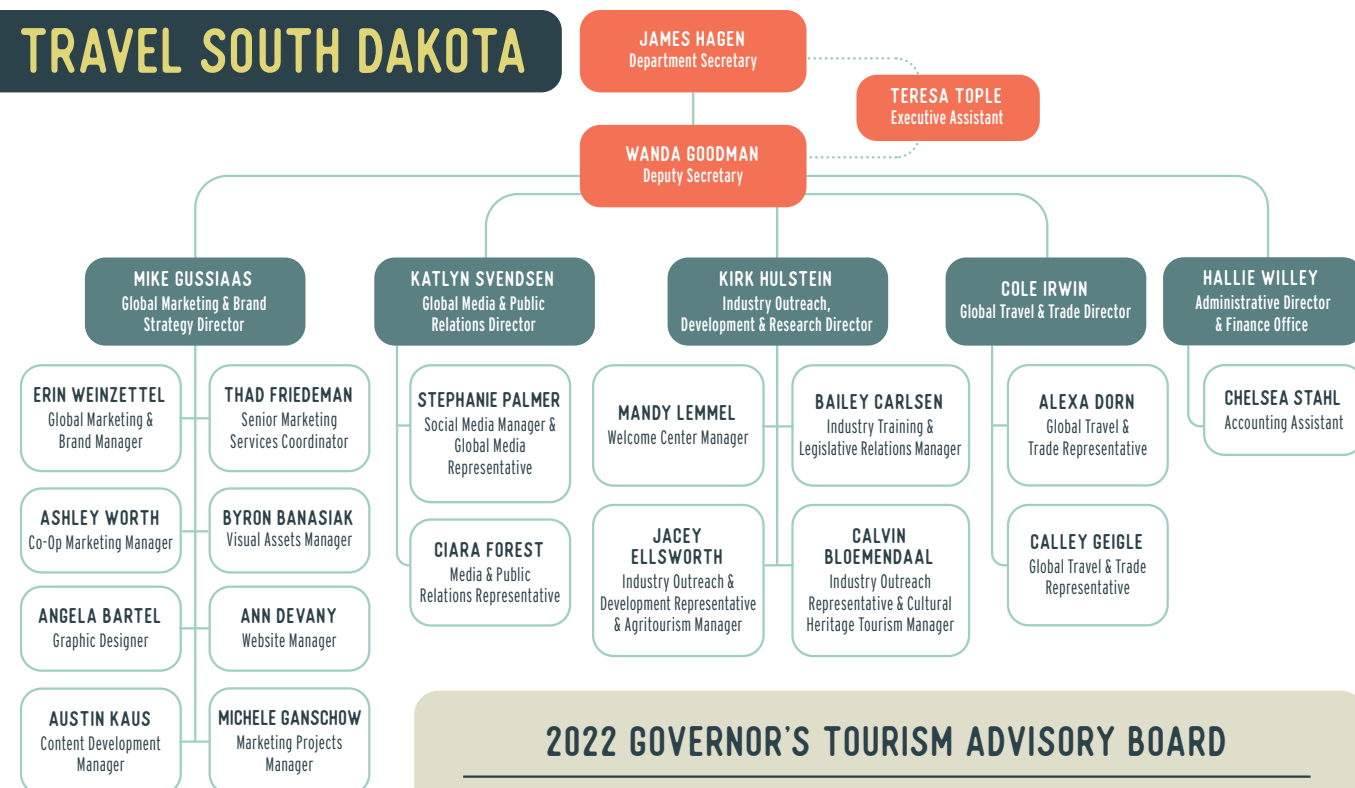 TRAVEL SOUTH DAKOTA
JAMES HAGEN
Department Secretary
TERESA TOPLE
Executive Assistant
WANDA GOODMAN
Deputy Secretary
MIKE GUSSIAAS
Global Marketing & Brand
Strategy Director
KATLYN SVENDSEN
Global Media & Public
Relations Director
KIRK HULSTEIN
Industry Outreach,
Development & Research Director
COLE IRWIN
Global Travel & Trade Director
HALLIE WILLEY
Administrative Director
& Finance Office
ERIN WEINZETTEL
Global Marketing &
Brand Manager
THAD FRIEDEMAN
Senior Marketing
Services Coordinator
ASHLEY WORTH
Co-Op Marketing Manager
BYRON BANASIAK
Visual Assets Manager
ANGELA BARTEL
Graphic Designer
ANN DEVANY
Website Manager
AUSTIN KAUS
Content Development
Manager
MICHELE GANSCHOW
Marketing Projects
Manager
STEPHANIE PALMER
Social Media Manager &
Global Media
Representative
CIARA FOREST
Media & Public
Relations Representative
MANDY LEMMEL
Welcome Center Manager
BAILEY CARLSEN
Industry Training &
Legislative Relations Manager
JACEY
ELLSWORTH
Industry Outreach &
Development Representative
& Agritourism Manager
CALVIN
BLOEMENDAAL
Industry Outreach
Representative & Cultural
Heritage Tourism Manager
ALEXA DORN
Global Travel &
Trade Representative
CALLEY GEIGLE
Global Travel & Trade
Representative
CHELSEA STAHL
Accounting Assistant
2022 GOVERNOR'S TOURISM ADVISORY BOARD